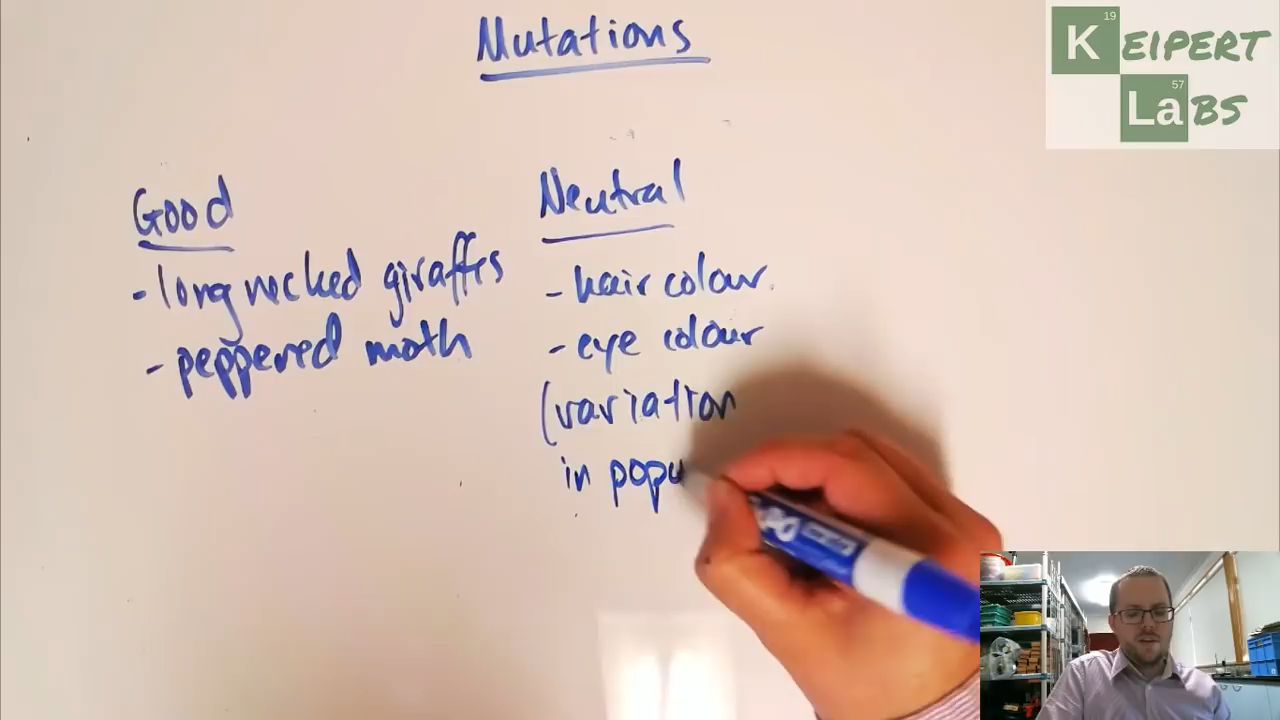 Mutations
Good
- long necked giraffes
- peppered moth
Neutral
- hair colour.
- eye colour
(variation
in popu
19
KEIPERT
57
LaBS
EXPO